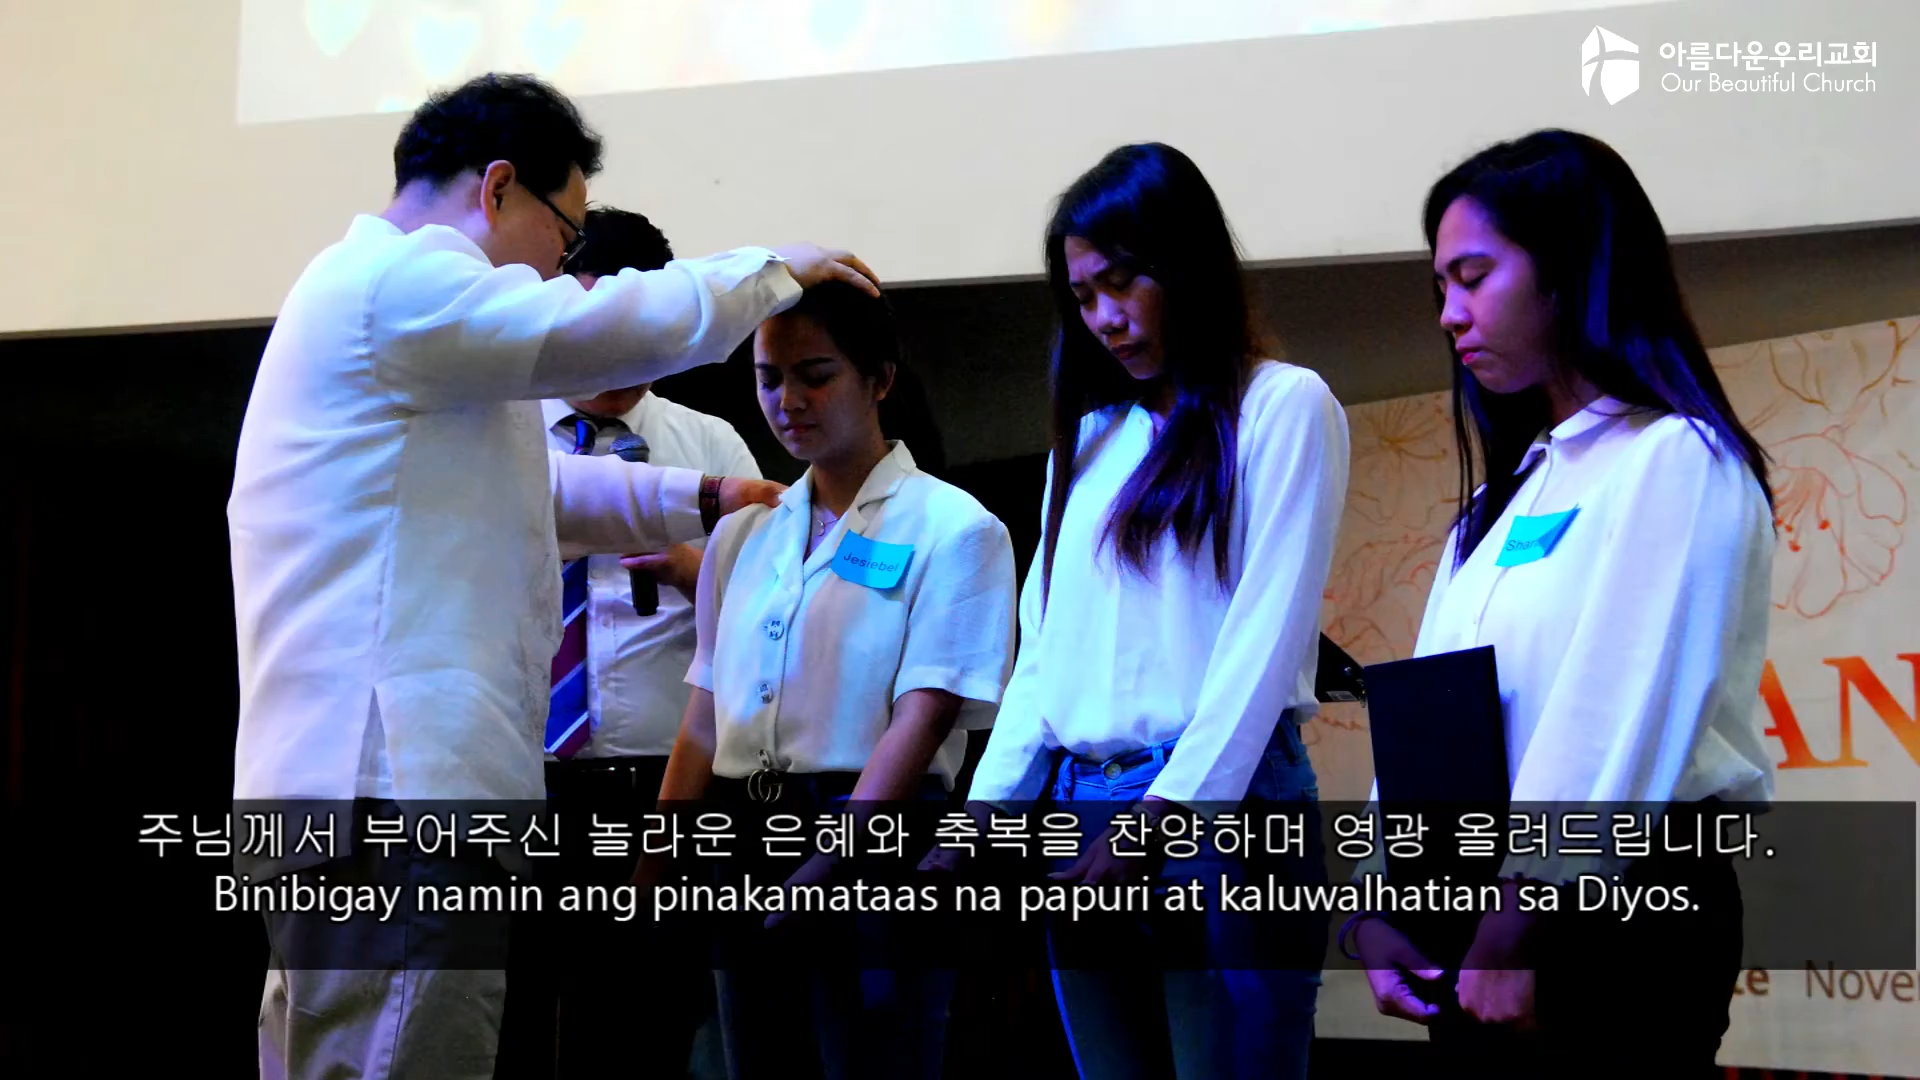 아름다운우리교회
Our Beautiful Church
Jesiebel
AN
주님께서 부어주신 놀라운 은혜와 축복을 찬양하며 영광 올려드립니다.
Binibigay namin ang pinakamataas na papuri at kaluwalhatian sa Diyos.